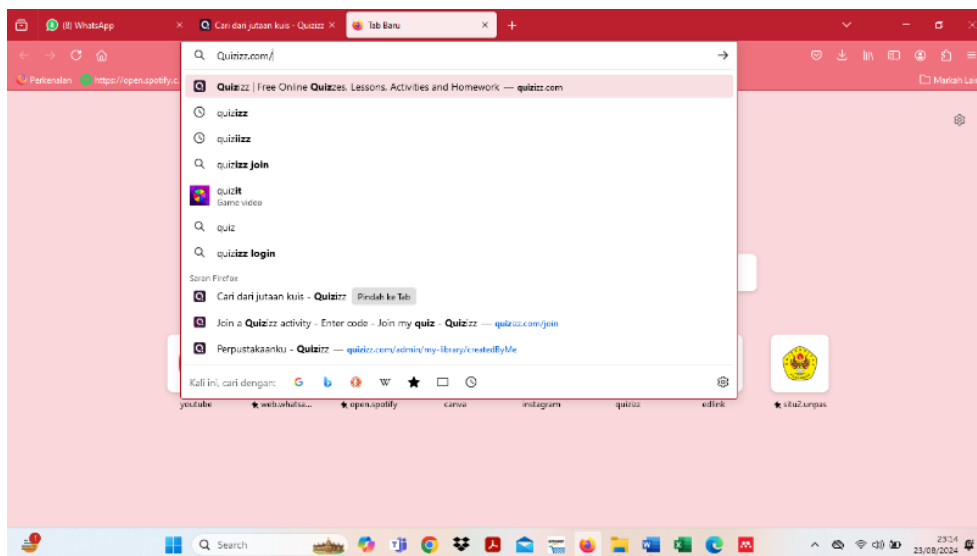 (8) WhatsApp
Cari dari jutaan kuis - Quizizz
Tab Baru
Quizizz.com/
Perkenalan
https://open.spotify.c
Markah Lai
Quizizz | Free Online Quizzes, Lessons, Activities and Homework — quizizz.com
quizizz
quiziizz
quizizz join
quizit
Game video
quiz
quizizz login
Saran Firefox
Cari dari jutaan kuis - Quizizz Pindah ke Tab
Join a Quizizz activity - Enter code - Join my quiz - Quizizz — quizizz.com/join
Perpustakaanku - Quizizz — quizizz.com/admin/my-library/createdByMe
Kali ini, cari dengan:
youtube
web.whatsa...
open.spotify
canva
instagram
quizizz
edlink
situ2.unpas
Search
23:14
23/08/2024